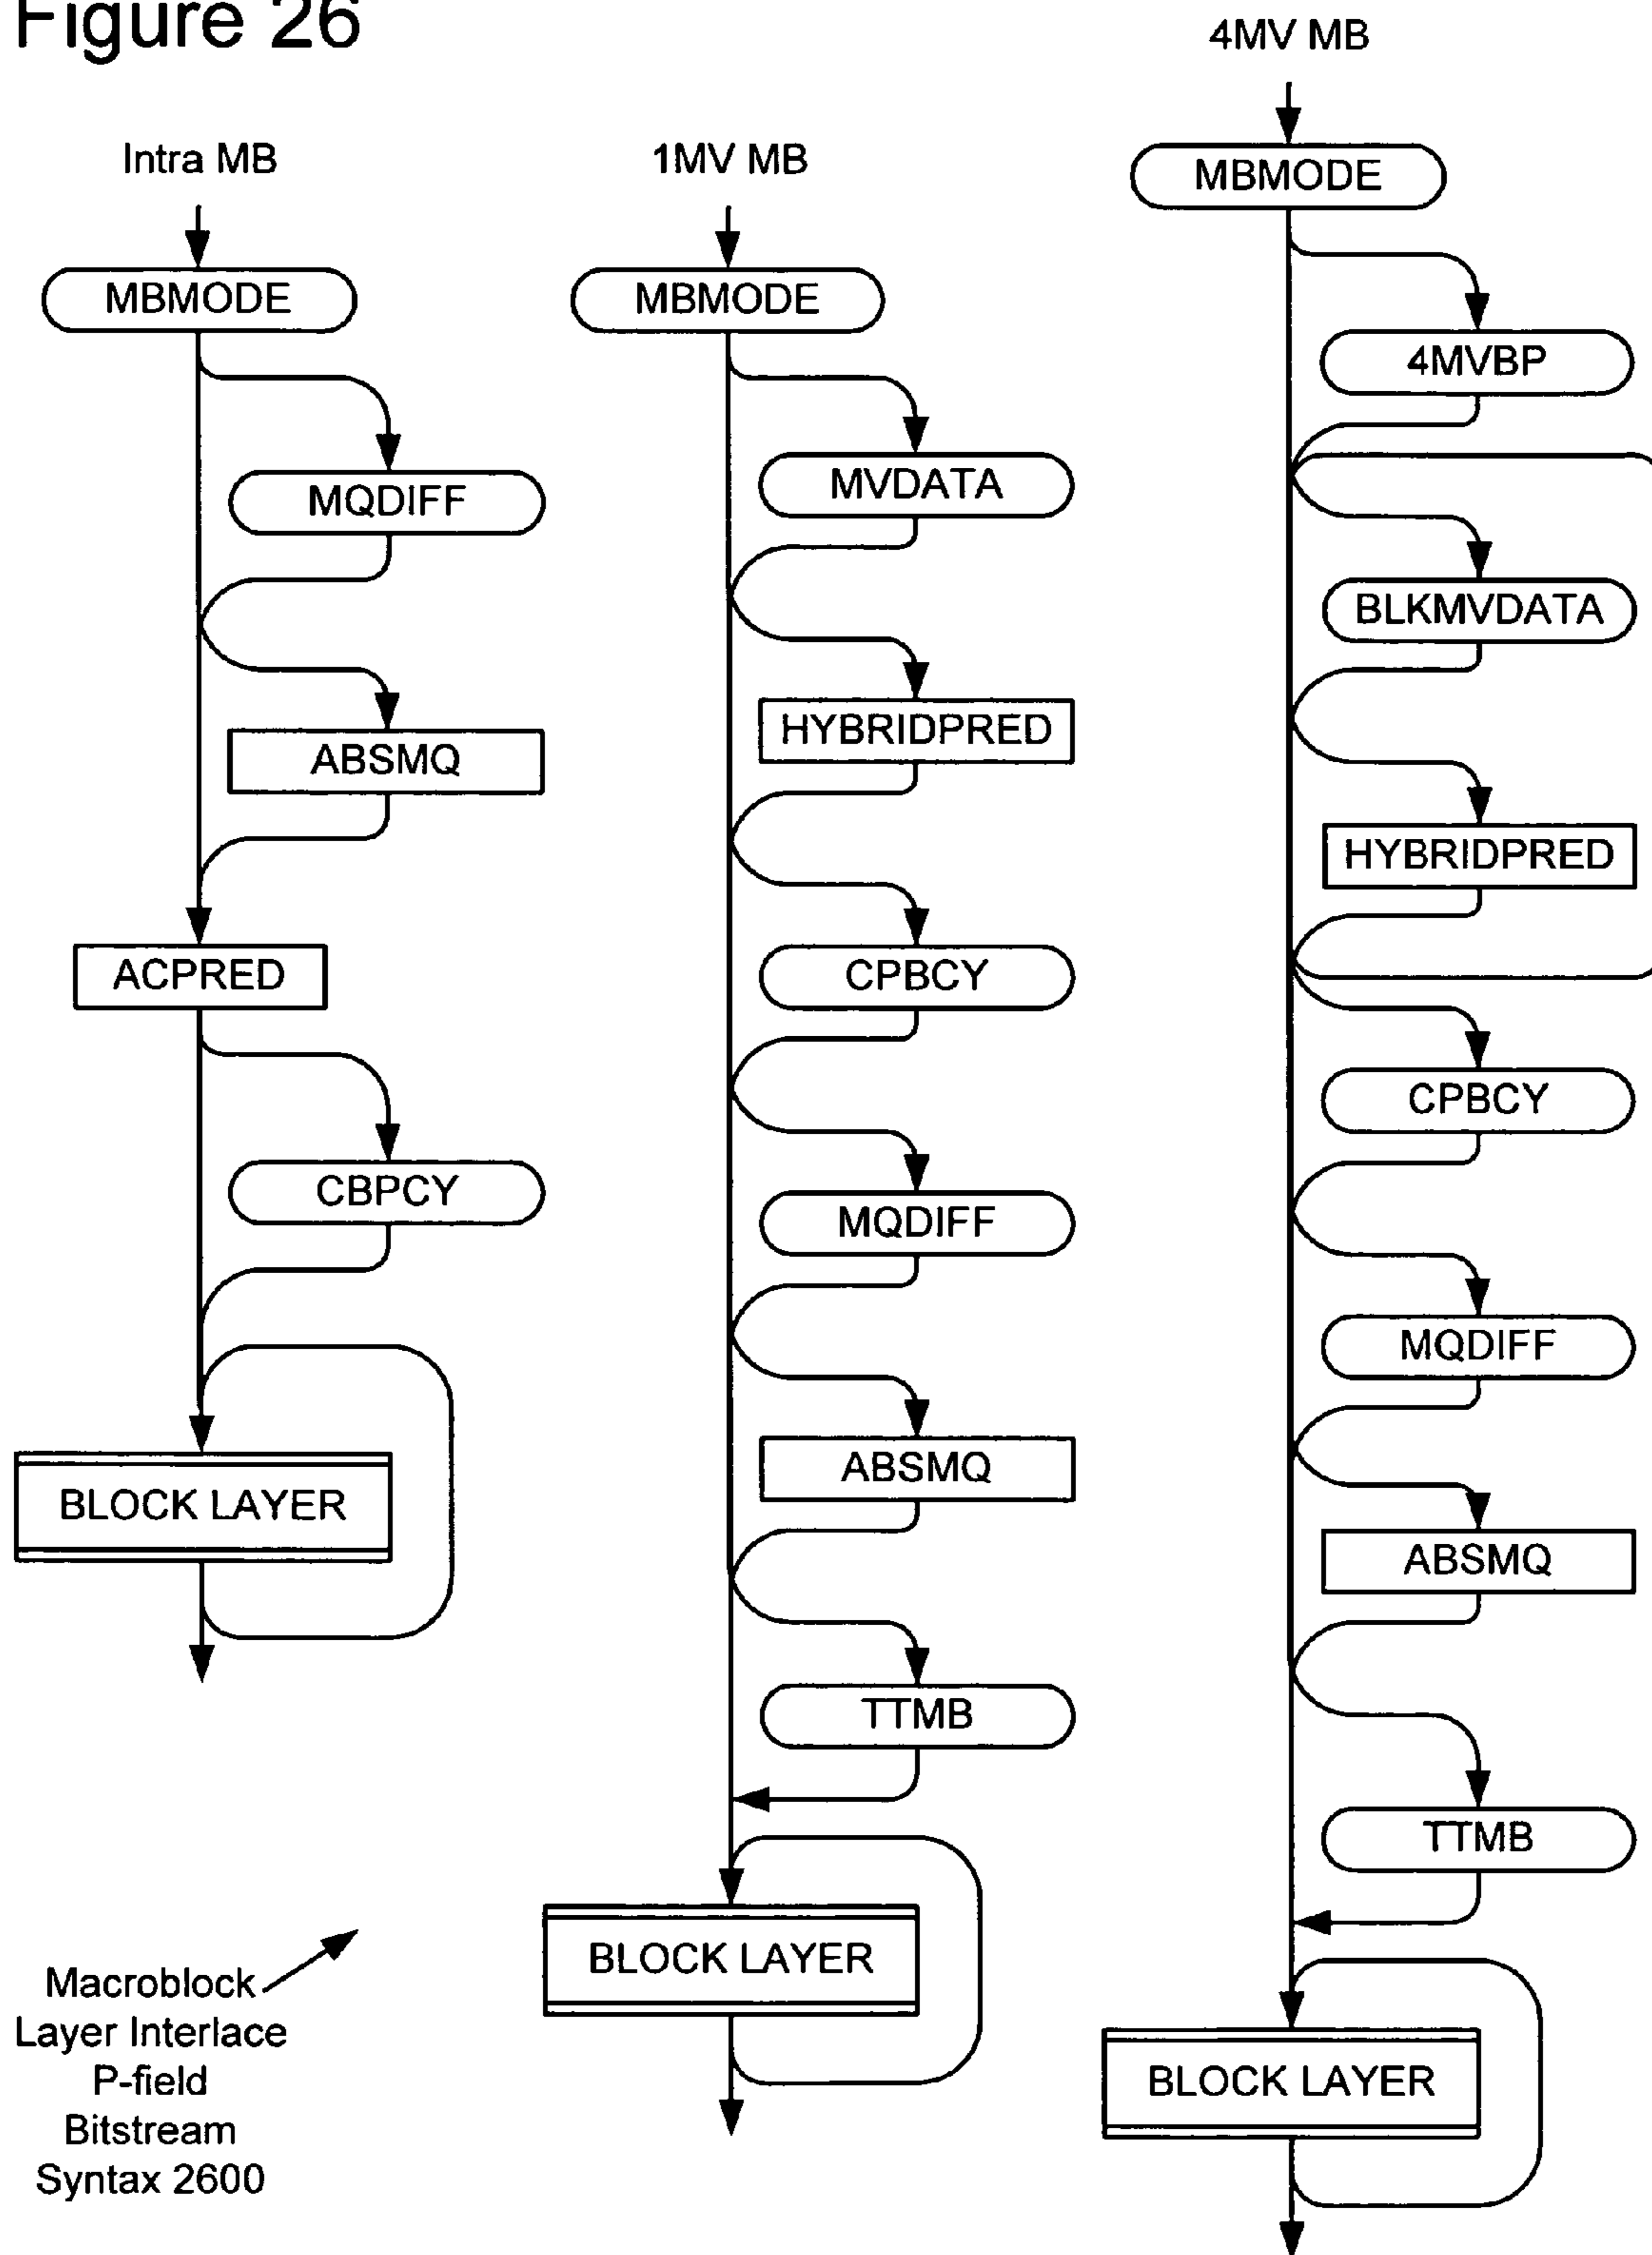 Figure 26
Intra MB
MBMODE
MQDIFF
ABSMQ
ACPRED
CBPCY
BLOCK LAYER
1MV MB
MBMODE
MVDATA
HYBRIDPRED
CPBCY
MQDIFF
ABSMQ
TTMB
BLOCK LAYER
4MV MB
MBMODE
4MVBP
BLKMVDATA
HYBRIDPRED
CPBCY
MQDIFF
ABSMQ
TTMB
BLOCK LAYER
Macroblock
Layer Interlace
P-field
Bitstream
Syntax 2600